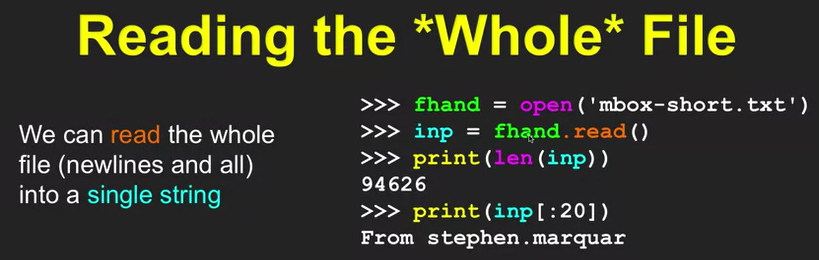 Reading the *Whole* File
We can read the whole
file (newlines and all)
into a single string
>>> fhand = open('mbox-short.txt')
>>> inp = fhand.read()
>>> print(len(inp))
94626
>>> print(inp[:20])
From stephen.marquar